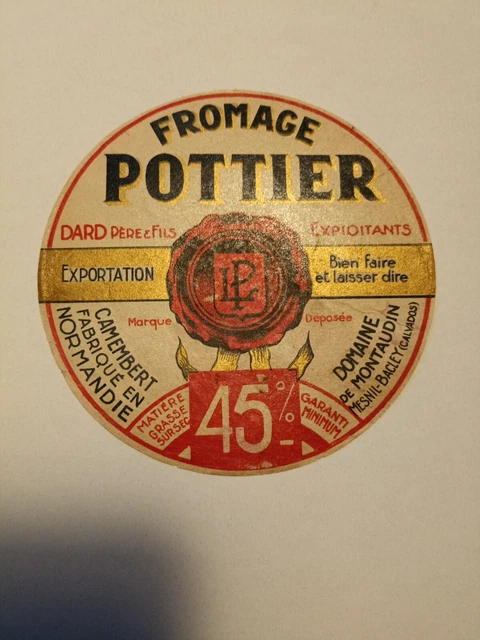 FROMAGE
POTTIER
DARD PÈRE & FILS
EXPLOITANTS
EXPORTATION
Bien faire
et laisser dire
Marque
Déposée
CAMEMBERT
FABRIQUÉ EN
NORMANDIE
DOMAINE
DE MONTAUDIN
MESNIL-BACLEY (CALVADOS)
MATIÈRE
GRASSE
SUR SEC
45%
GARANTI
MINIMUM